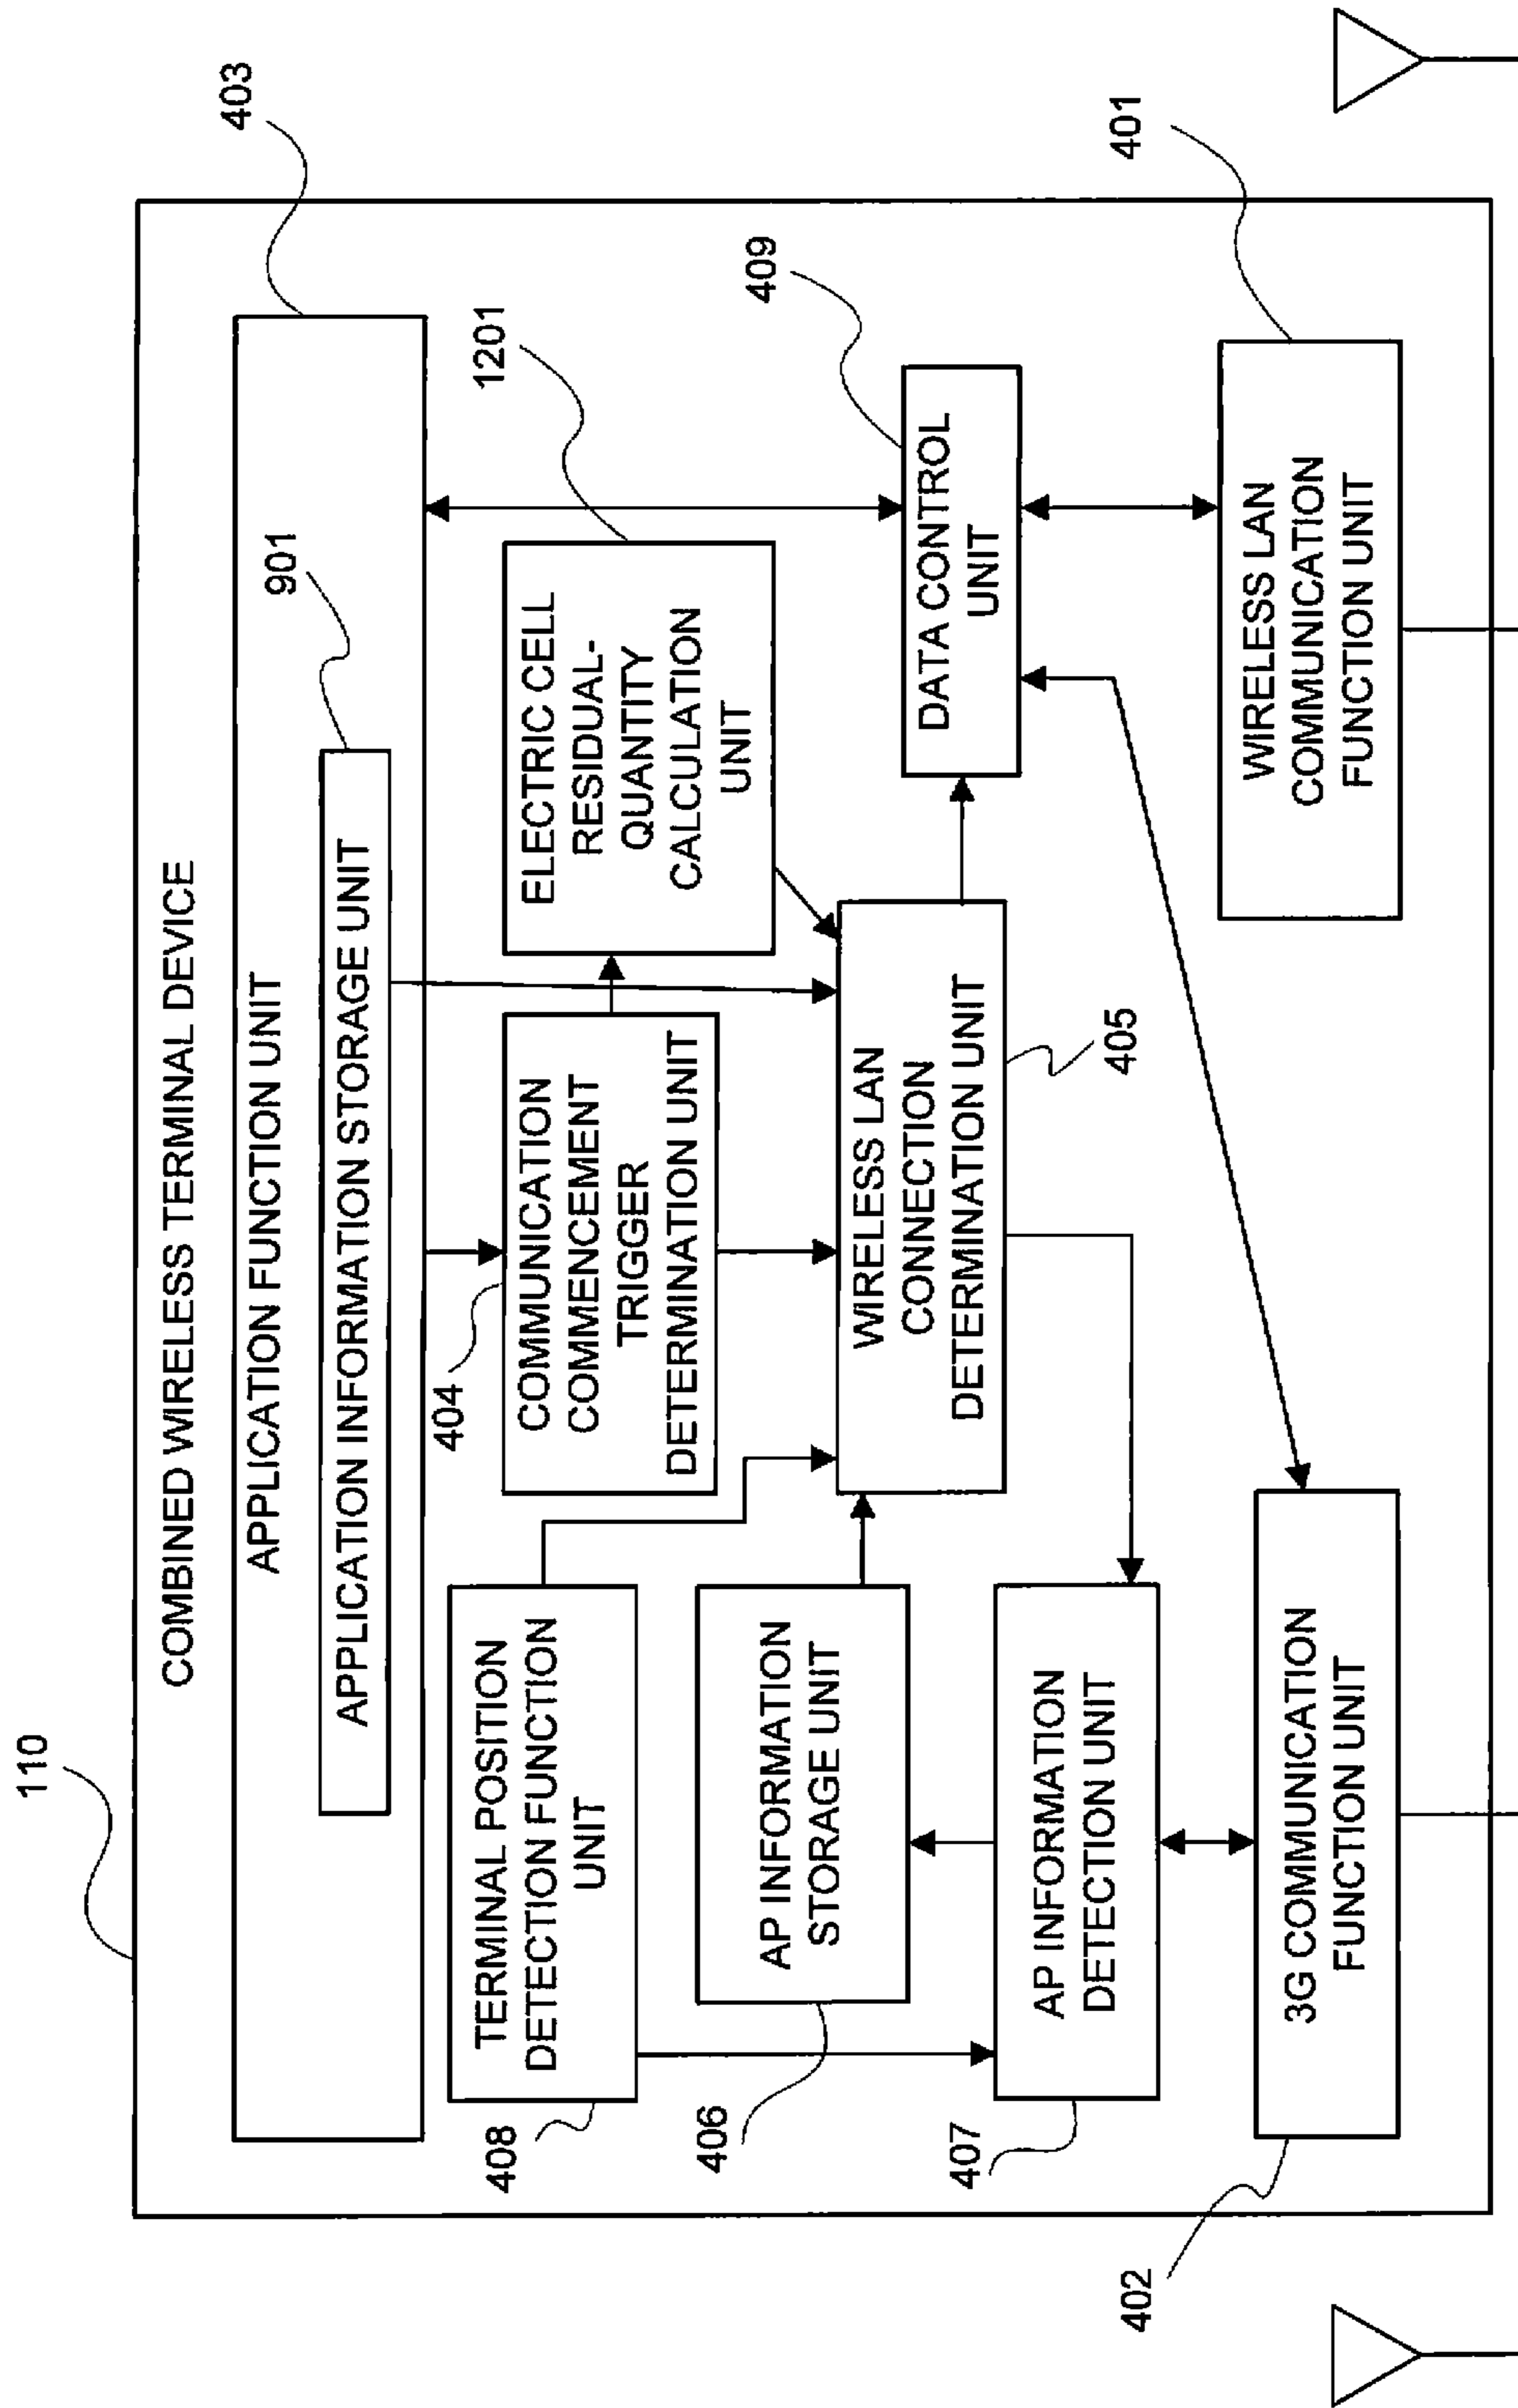 110
COMBINED WIRELESS TERMINAL DEVICE
403
APPLICATION FUNCTION UNIT
901
APPLICATION INFORMATION STORAGE UNIT
408
TERMINAL POSITION
DETECTION FUNCTION
UNIT
404
COMMUNICATION
COMMENCEMENT
TRIGGER
DETERMINATION UNIT
1201
ELECTRIC CELL
RESIDUAL-
QUANTITY
CALCULATION
UNIT
406
AP INFORMATION
STORAGE UNIT
WIRELESS LAN
CONNECTION
DETERMINATION UNIT
405
409
DATA CONTROL
UNIT
407
AP INFORMATION
DETECTION UNIT
402
3G COMMUNICATION
FUNCTION UNIT
401
WIRELESS LAN
COMMUNICATION
FUNCTION UNIT